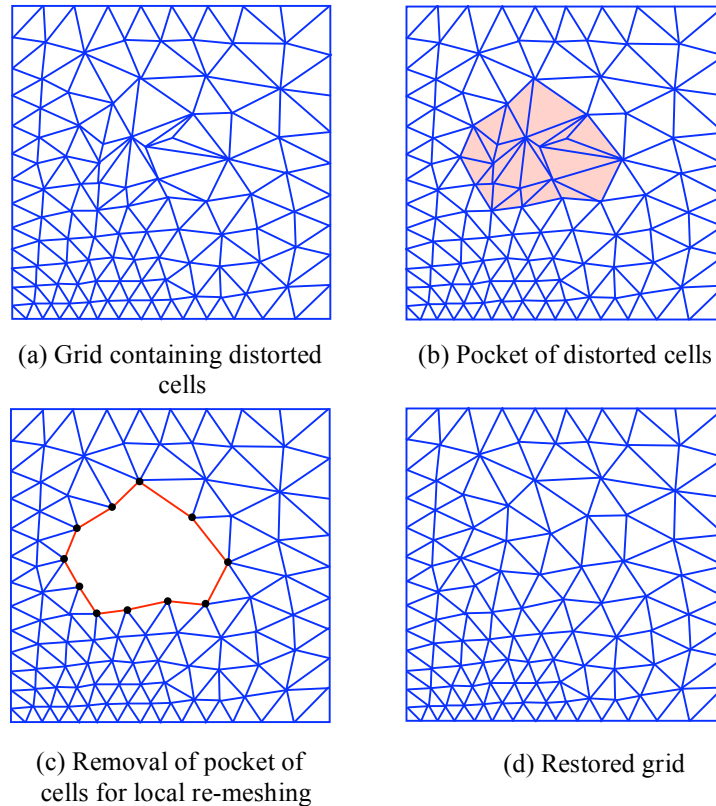 (a) Grid containing distorted
cells
(b) Pocket of distorted cells
(c) Removal of pocket of
cells for local re-meshing
(d) Restored grid